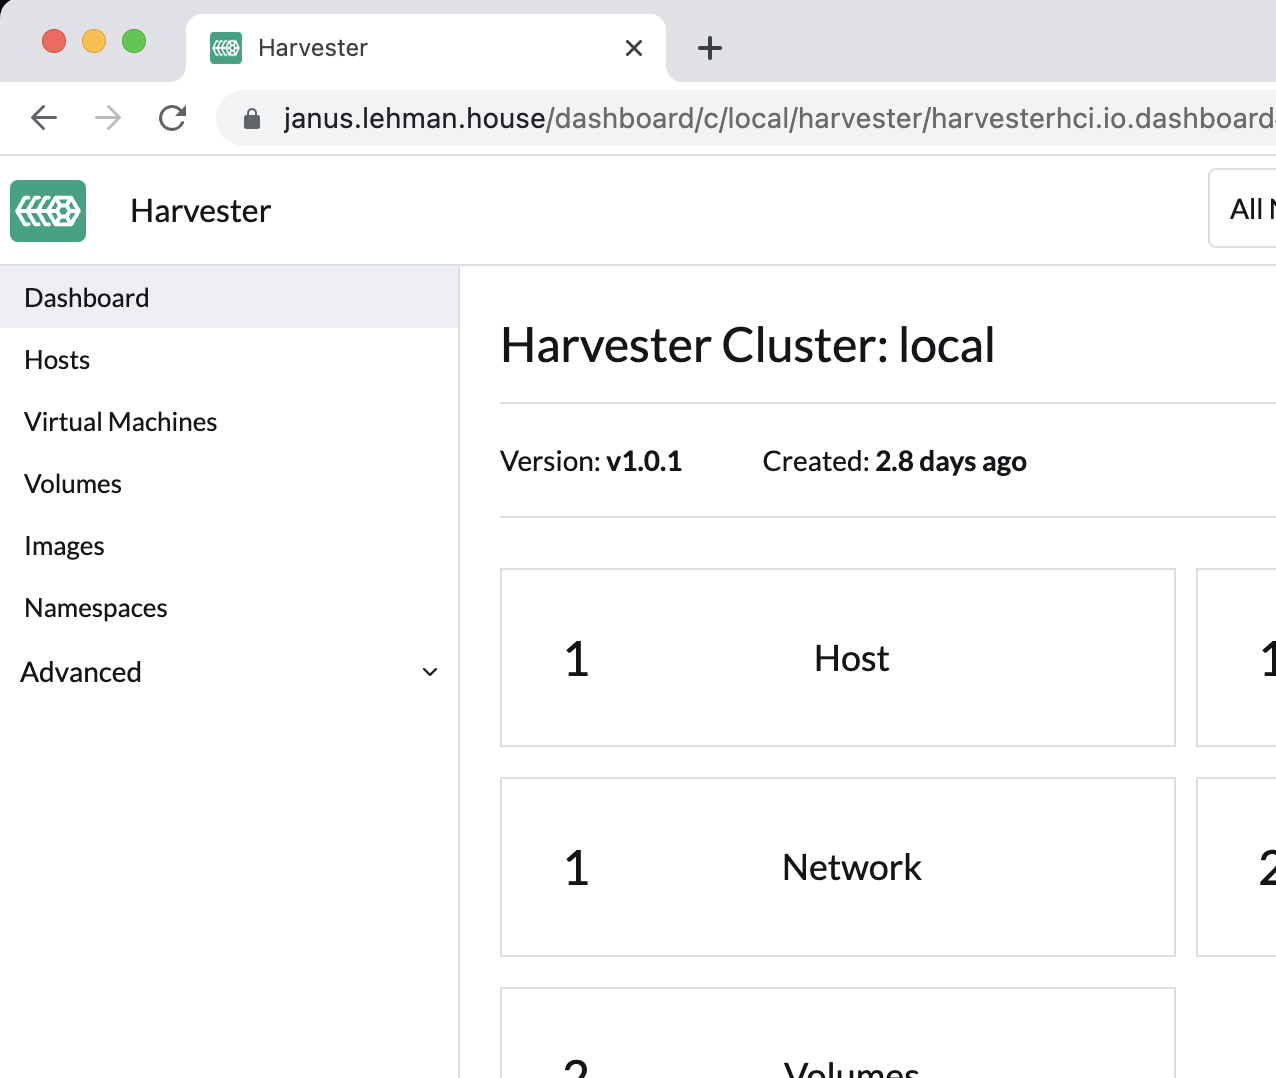 Harvester
janus.lehman.house/dashboard/c/local/harvester/harvesterhci.io.dashboard
Harvester
All
Dashboard
Hosts
Virtual Machines
Volumes
Images
Namespaces
Advanced
Harvester Cluster: local
Version: v1.0.1 Created: 2.8 days ago
1 Host
1
1 Network
2
2 Volumes